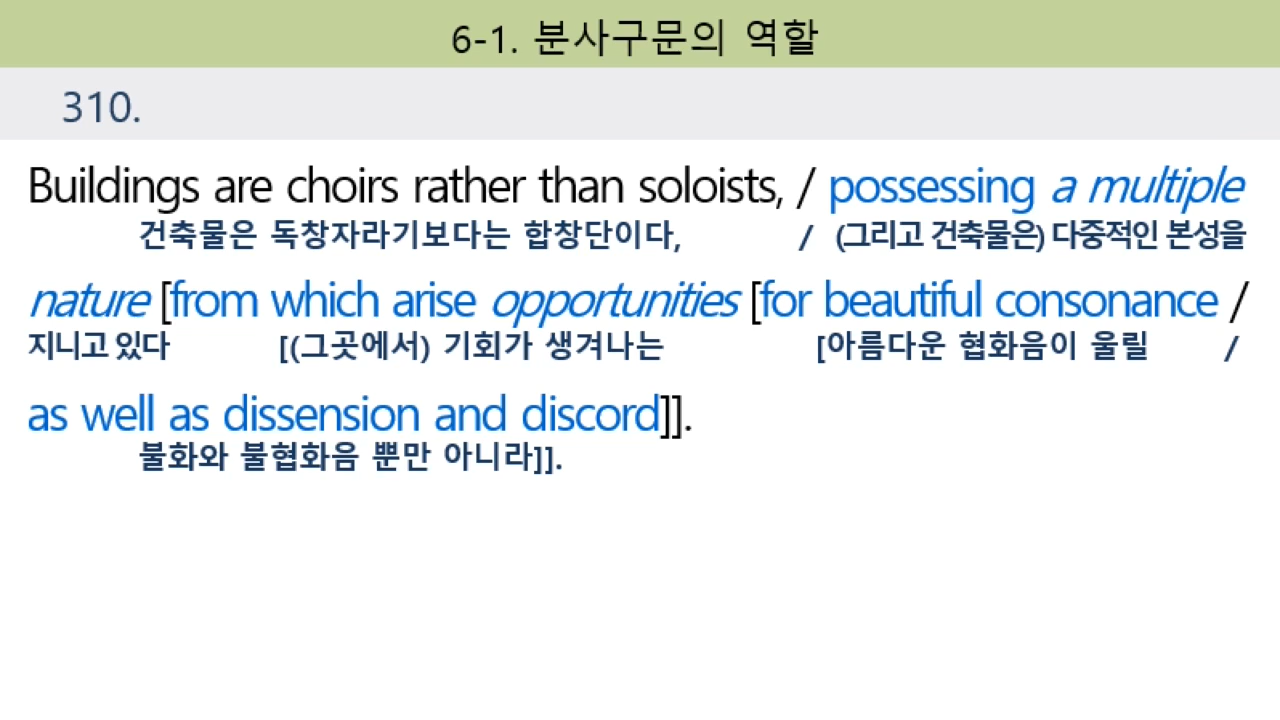 6-1. 분사구문의 역할
310.
Buildings are choirs rather than soloists, / possessing a multiple
건축물은 독창자라기보다는 합창단이다, / (그리고 건축물은) 다중적인 본성을
nature [from which arise opportunities [for beautiful consonance /
지니고 있다 [(그곳에서) 기회가 생겨나는 [아름다운 협화음이 울릴 /
as well as dissension and discord]].
불화와 불협화음 뿐만 아니라]].